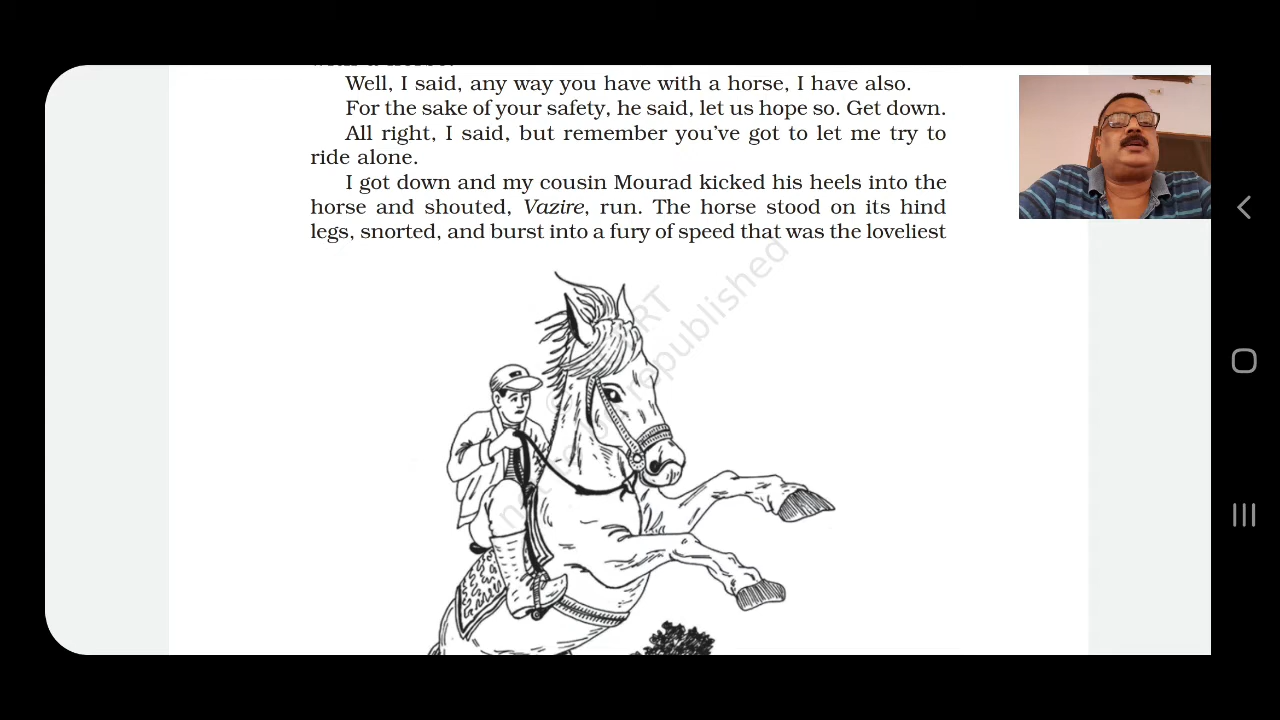 Well, I said, any way you have with a horse, I have also.
For the sake of your safety, he said, let us hope so. Get down.
All right, I said, but remember you've got to let me try to
ride alone.
I got down and my cousin Mourad kicked his heels into the
horse and shouted, Vazire, run. The horse stood on its hind
legs, snorted, and burst into a fury of speed that was the loveliest
republished